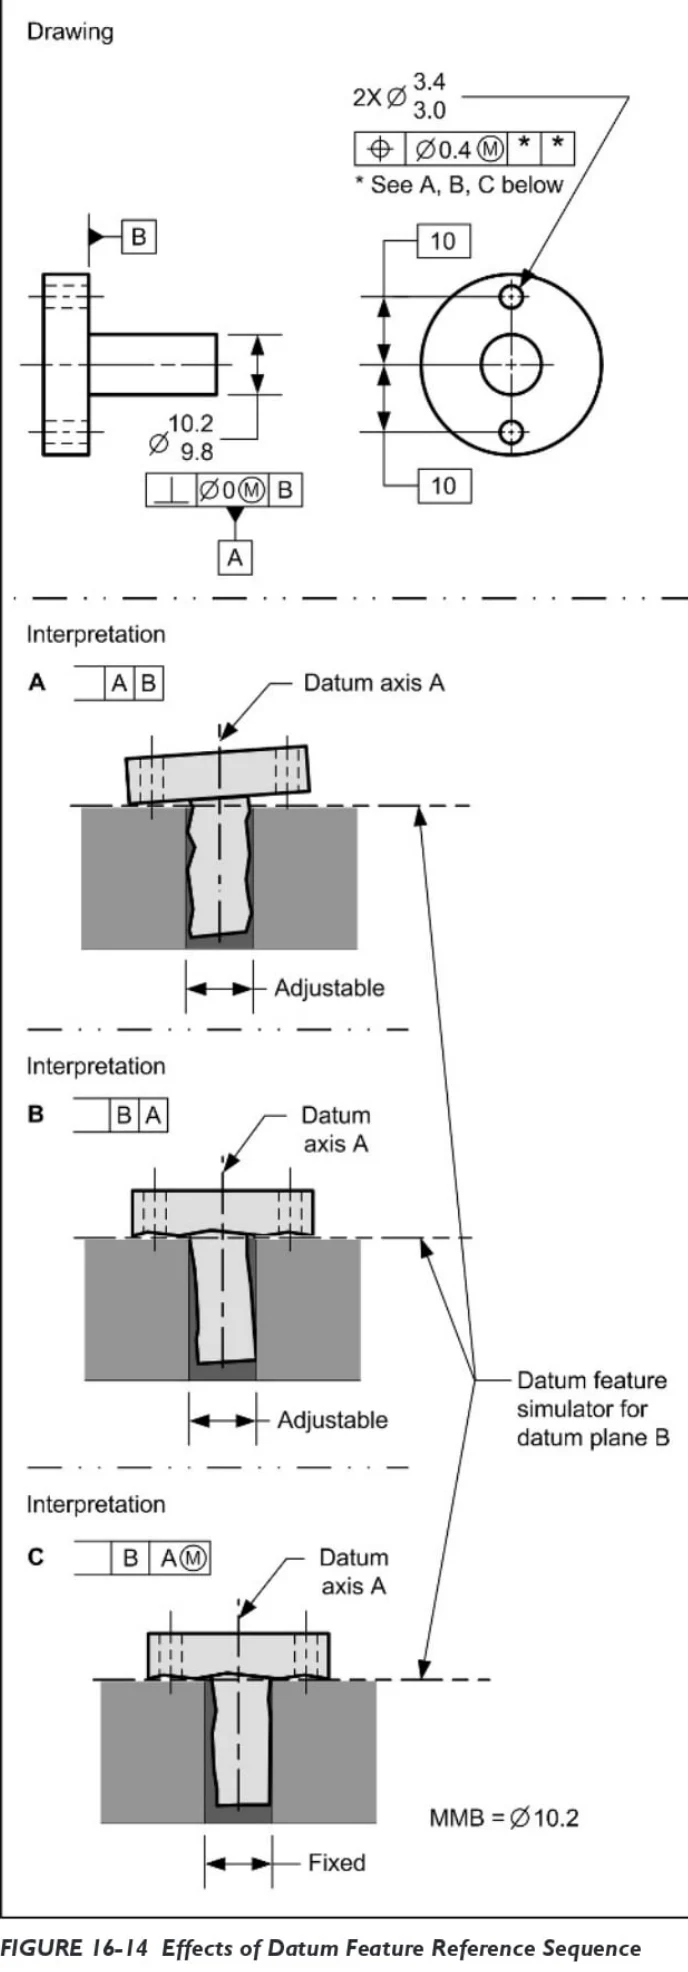 Drawing
2X ∅ 3.4
3.0
⌖ ∅0.4 Ⓜ * *
* See A, B, C below
B
10
∅ 10.2
9.8
⊥ ∅0 Ⓜ B
A
10
Interpretation
A A B
Datum axis A
Adjustable
Interpretation
B B A
Datum
axis A
Adjustable
Datum feature
simulator for
datum plane B
Interpretation
C B A Ⓜ
Datum
axis A
MMB = ∅10.2
Fixed
FIGURE 16-14 Effects of Datum Feature Reference Sequence